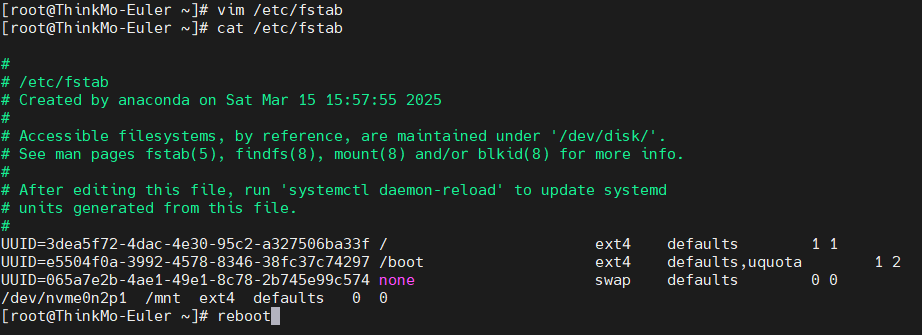 [root@ThinkMo-Euler ~]# vim /etc/fstab
[root@ThinkMo-Euler ~]# cat /etc/fstab
#
# /etc/fstab
# Created by anaconda on Sat Mar 15 15:57:55 2025
#
# Accessible filesystems, by reference, are maintained under '/dev/disk/'.
# See man pages fstab(5), findfs(8), mount(8) and/or blkid(8) for more info.
#
# After editing this file, run 'systemctl daemon-reload' to update systemd
# units generated from this file.
#
UUID=3dea5f72-4dac-4e30-95c2-a327506ba33f /                       ext4    defaults        1 1
UUID=e5504f0a-3992-4578-8346-38fc37c74297 /boot                   ext4    defaults,uquota        1 2
UUID=065a7e2b-4ae1-49e1-8c78-2b745e99c574 none                    swap    defaults        0 0
/dev/nvme0n2p1  /mnt  ext4  defaults   0  0
[root@ThinkMo-Euler ~]# reboot